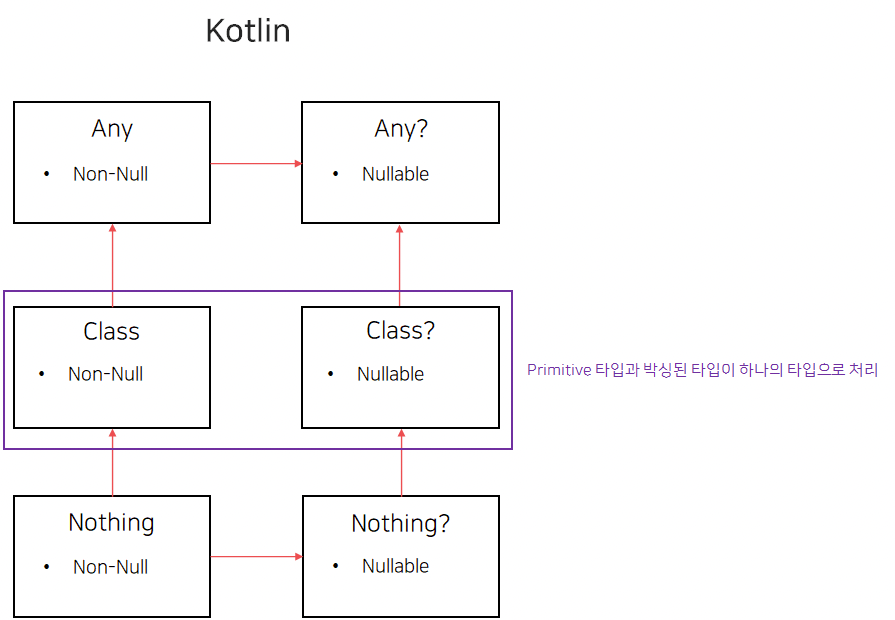 Kotlin
Any
• Non-Null
Any?
• Nullable
Class
• Non-Null
Class?
• Nullable
Primitive 타입과 박싱된 타입이 하나의 타입으로 처리
Nothing
• Non-Null
Nothing?
• Nullable